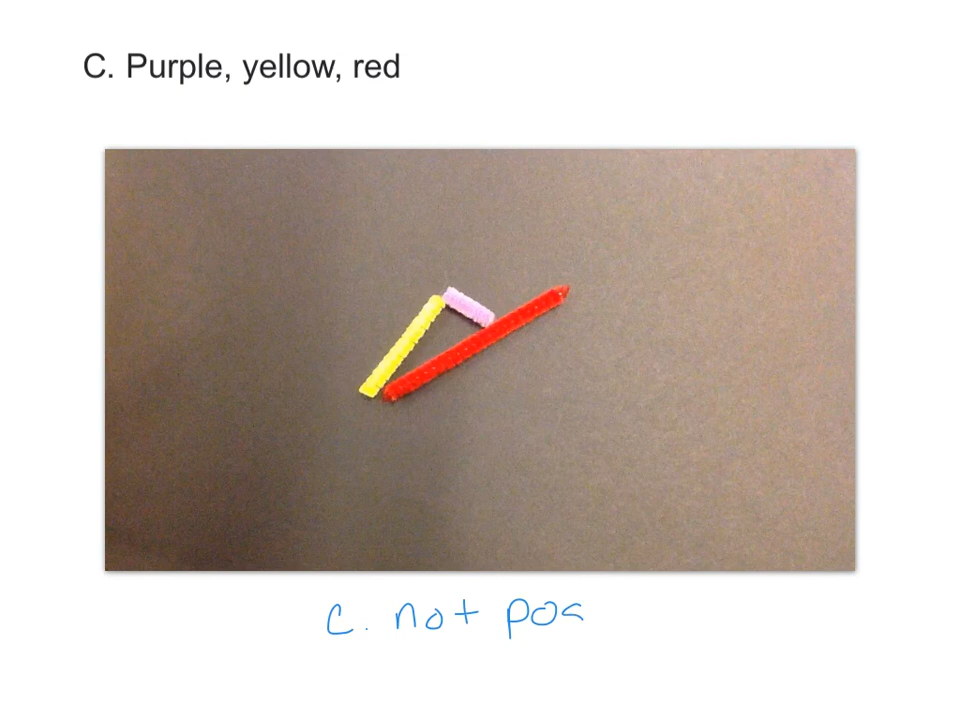 C. Purple, yellow, red
c. not pos